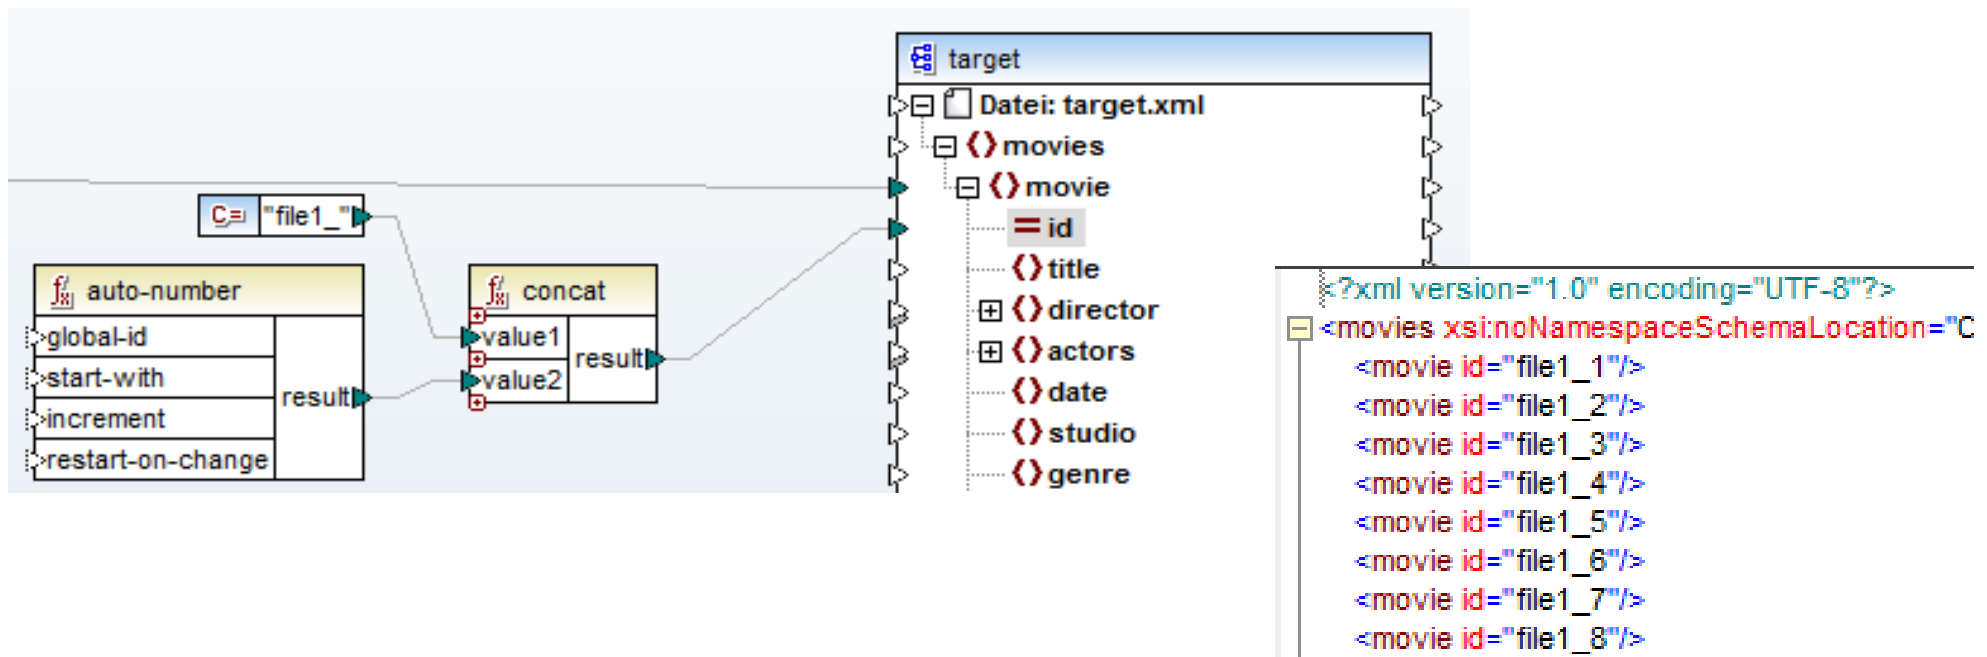 target
Datei: target.xml
movies
movie
id
title
director
actors
date
studio
genre
C= "file1_"
fx auto-number
global-id
start-with
increment
restart-on-change
result
fx concat
value1
value2
result
<?xml version="1.0" encoding="UTF-8"?>
<movies xsi:noNamespaceSchemaLocation="C
<movie id="file1_1"/>
<movie id="file1_2"/>
<movie id="file1_3"/>
<movie id="file1_4"/>
<movie id="file1_5"/>
<movie id="file1_6"/>
<movie id="file1_7"/>
<movie id="file1_8"/>